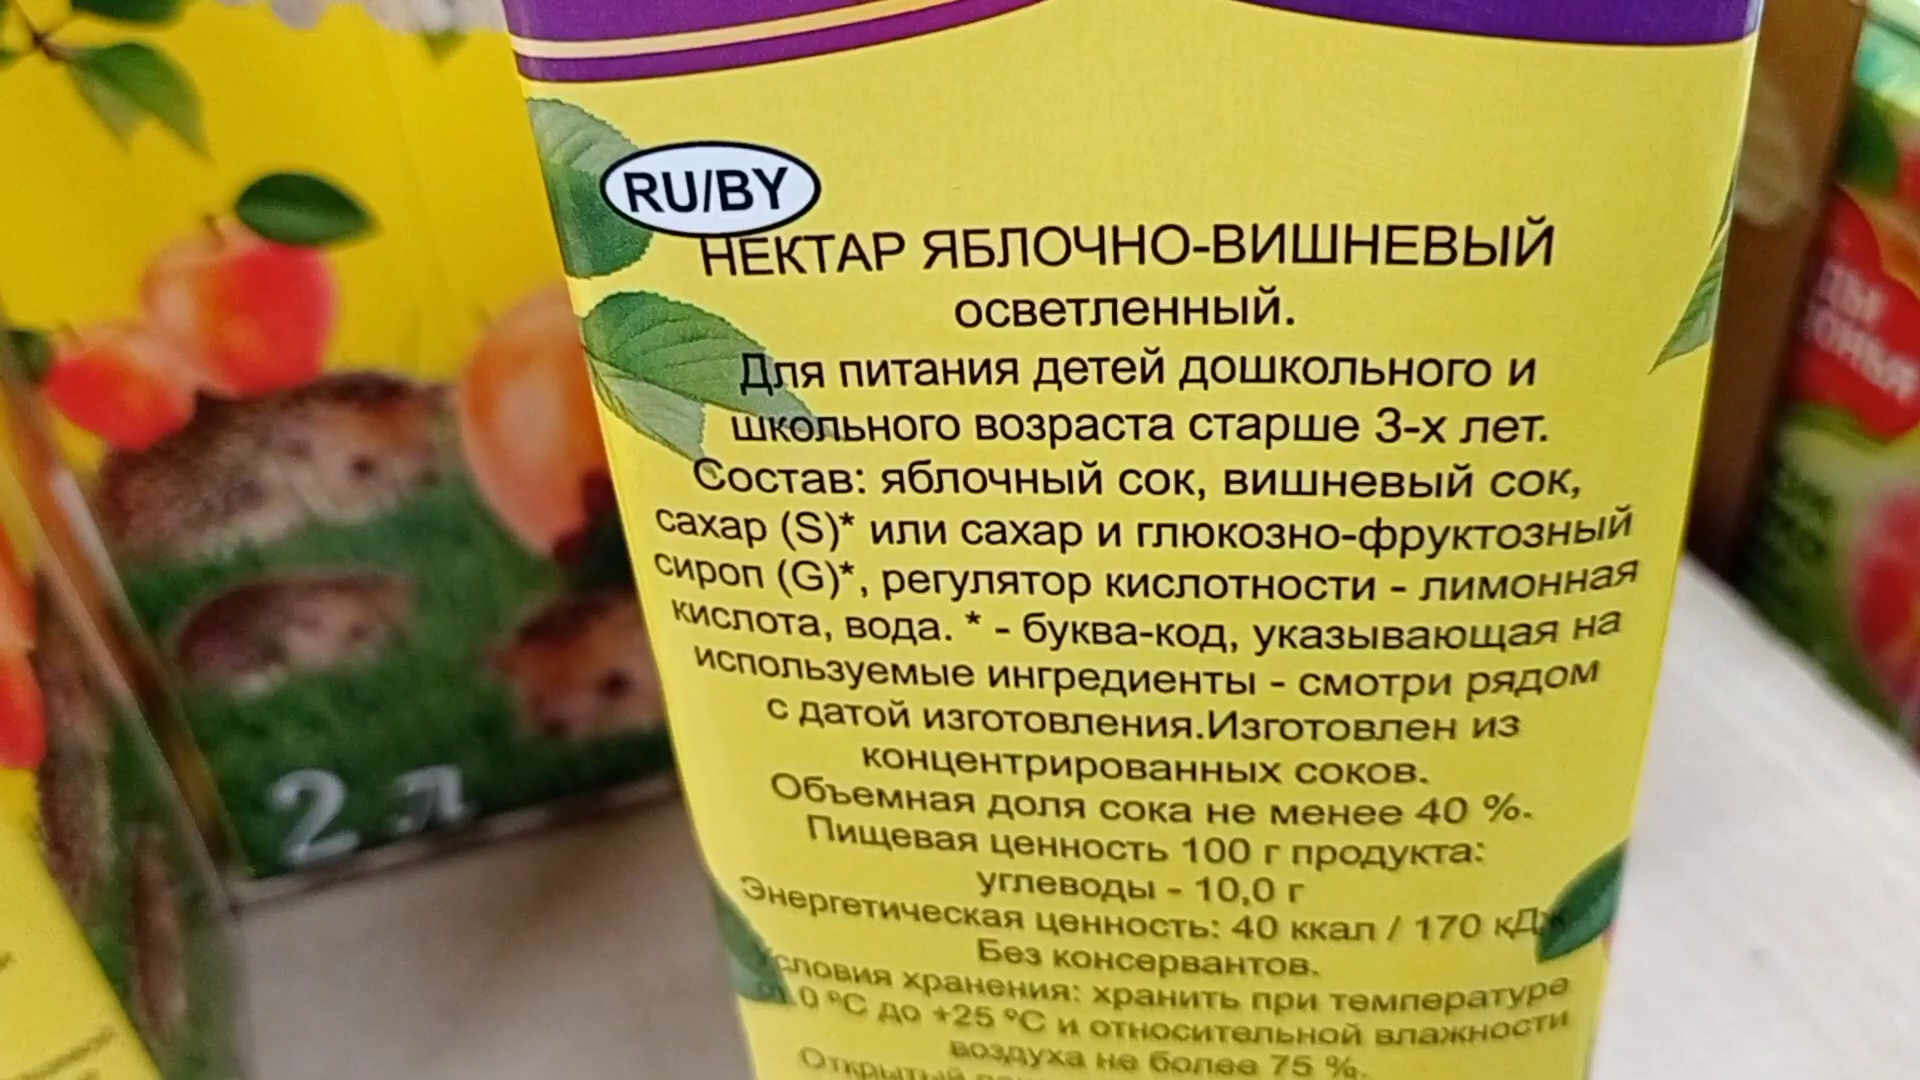 RU/BY
НЕКТАР ЯБЛОЧНО-ВИШНЕВЫЙ
осветленный.
Для питания детей дошкольного и
школьного возраста старше 3-х лет.
Состав: яблочный сок, вишневый сок,
сахар (S)* или сахар и глюкозно-фруктозный
сироп (G)*, регулятор кислотности - лимонная
кислота, вода. * - буква-код, указывающая на
используемые ингредиенты - смотри рядом
с датой изготовления.Изготовлен из
концентрированных соков.
Объемная доля сока не менее 40 %.
Пищевая ценность 100 г продукта:
углеводы - 10,0 г
Энергетическая ценность: 40 ккал / 170 кДж
Без консервантов.
Условия хранения: хранить при температуре
от 0 °C до +25 °C и относительной влажности
воздуха не более 75 %.
Открытый
2 л